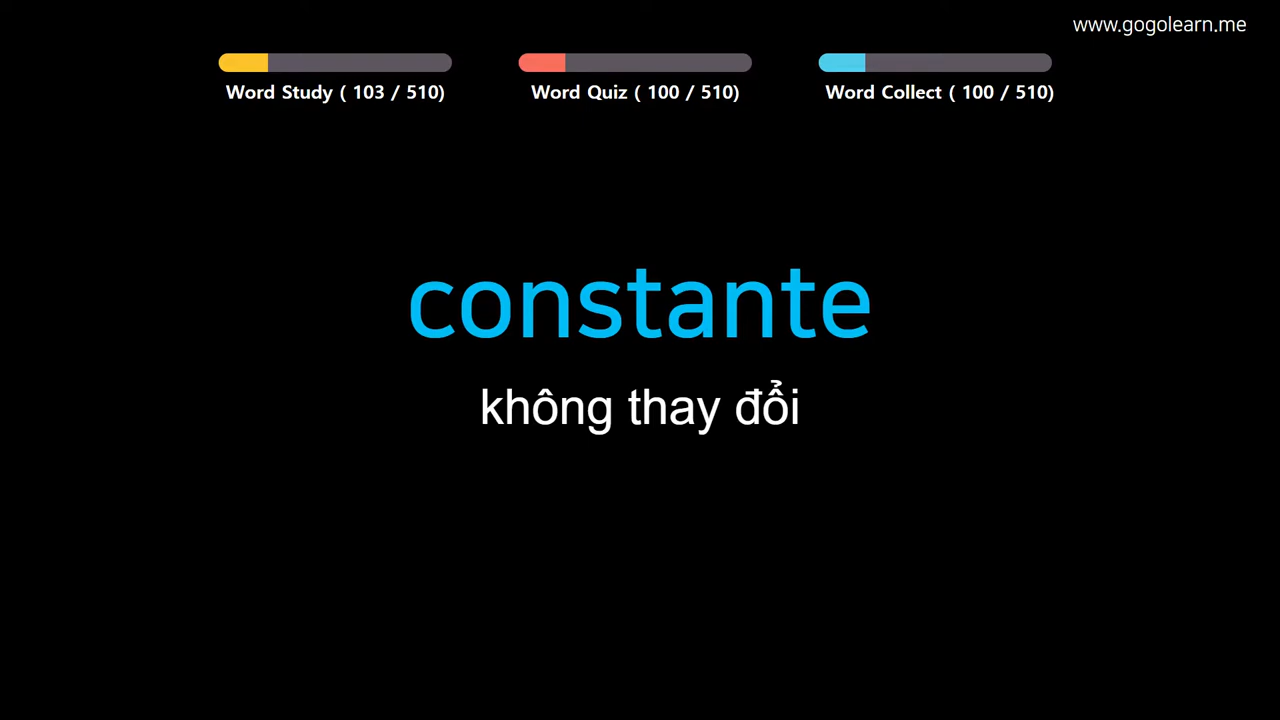 www.gogolearn.me
Word Study ( 103 / 510)
Word Quiz ( 100 / 510)
Word Collect ( 100 / 510)
constante
không thay đổi